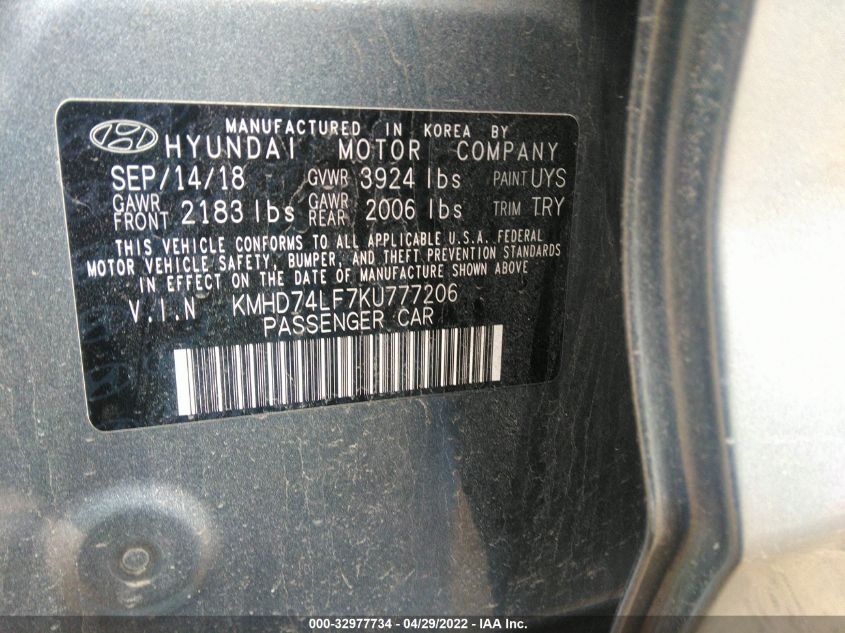 MANUFACTURED IN KOREA BY
HYUNDAI MOTOR COMPANY
SEP/14/18 GVWR 3924 lbs PAINT UYS
GAWR FRONT 2183 lbs GAWR REAR 2006 lbs TRIM TRY
THIS VEHICLE CONFORMS TO ALL APPLICABLE U.S.A. FEDERAL
MOTOR VEHICLE SAFETY, BUMPER, AND THEFT PREVENTION STANDARDS
IN EFFECT ON THE DATE OF MANUFACTURE SHOWN ABOVE
V.I.N KMHD74LF7KU777206
PASSENGER CAR
000-32977734 - 04/29/2022 - IAA Inc.